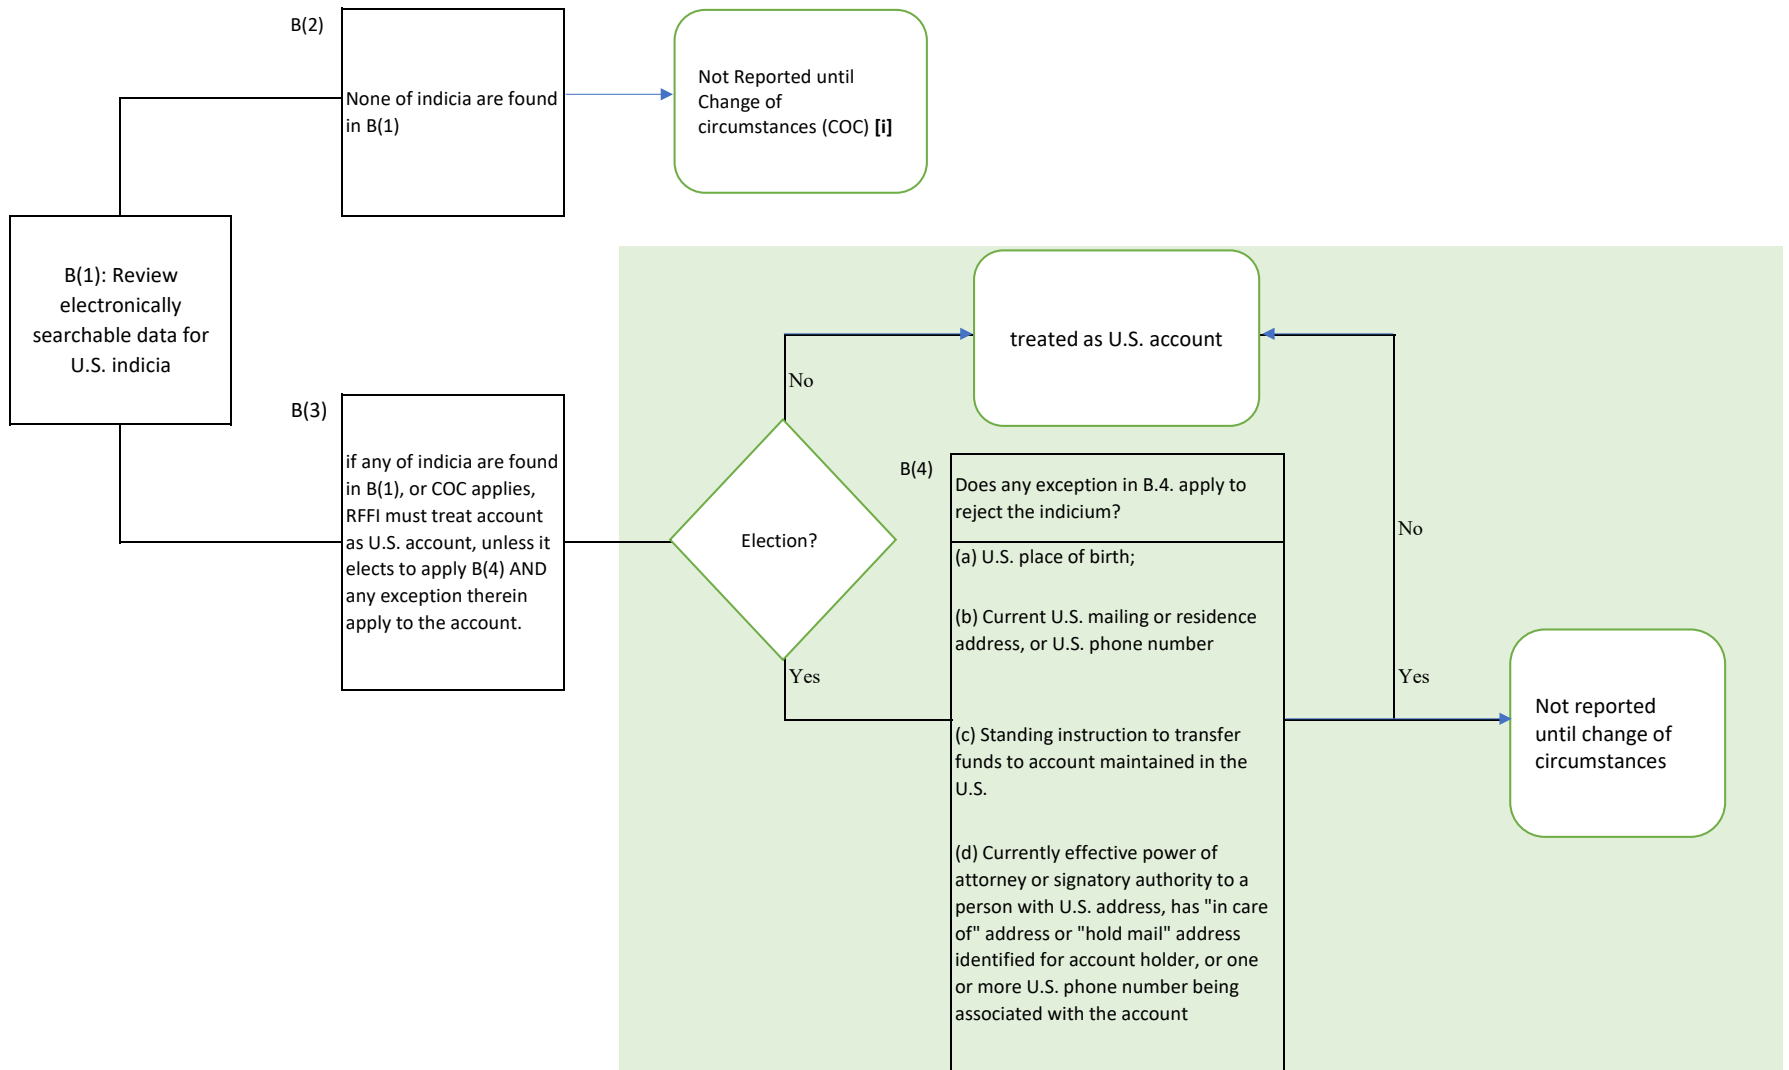 B(2)
None of indicia are found
in B(1)
Not Reported until
Change of
circumstances (COC) [i]
B(1): Review
electronically
searchable data for
U.S. indicia
B(3)
if any of indicia are found
in B(1), or COC applies,
RFFI must treat account
as U.S. account, unless it
elects to apply B(4) AND
any exception therein
apply to the account.
Election?
No
Yes
treated as U.S. account
B(4)
Does any exception in B.4. apply to
reject the indicium?
(a) U.S. place of birth;
(b) Current U.S. mailing or residence
address, or U.S. phone number
(c) Standing instruction to transfer
funds to account maintained in the
U.S.
(d) Currently effective power of
attorney or signatory authority to a
person with U.S. address, has "in care
of" address or "hold mail" address
identified for account holder, or one
or more U.S. phone number being
associated with the account
No
Yes
Not reported
until change of
circumstances